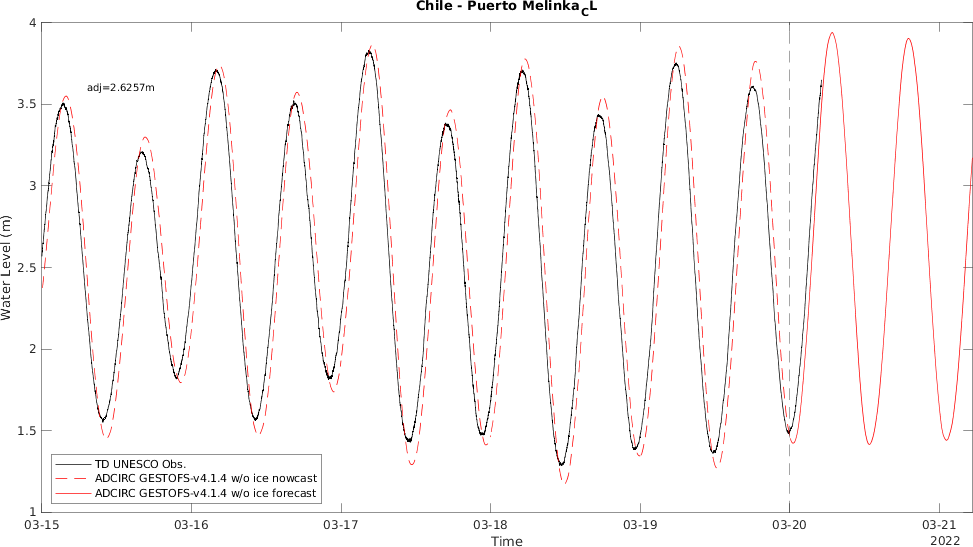 Chile - Puerto MelinkaCL
4
3.5
3
2.5
2
1.5
1
Water Level (m)
adj=2.6257m
TD UNESCO Obs.
ADCIRC GESTOFS-v4.1.4 w/o ice nowcast
ADCIRC GESTOFS-v4.1.4 w/o ice forecast
03-15 03-16 03-17 03-18 03-19 03-20 03-21
Time
2022